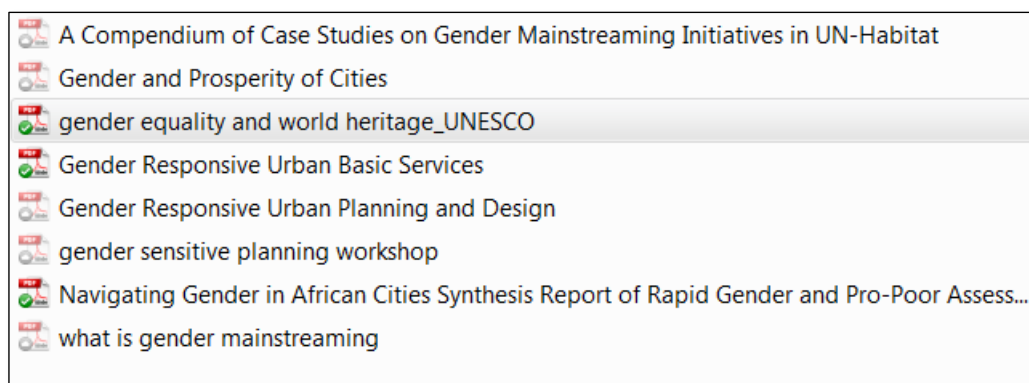 A Compendium of Case Studies on Gender Mainstreaming Initiatives in UN-Habitat
Gender and Prosperity of Cities
gender equality and world heritage_UNESCO
Gender Responsive Urban Basic Services
Gender Responsive Urban Planning and Design
gender sensitive planning workshop
Navigating Gender in African Cities Synthesis Report of Rapid Gender and Pro-Poor Assess...
what is gender mainstreaming